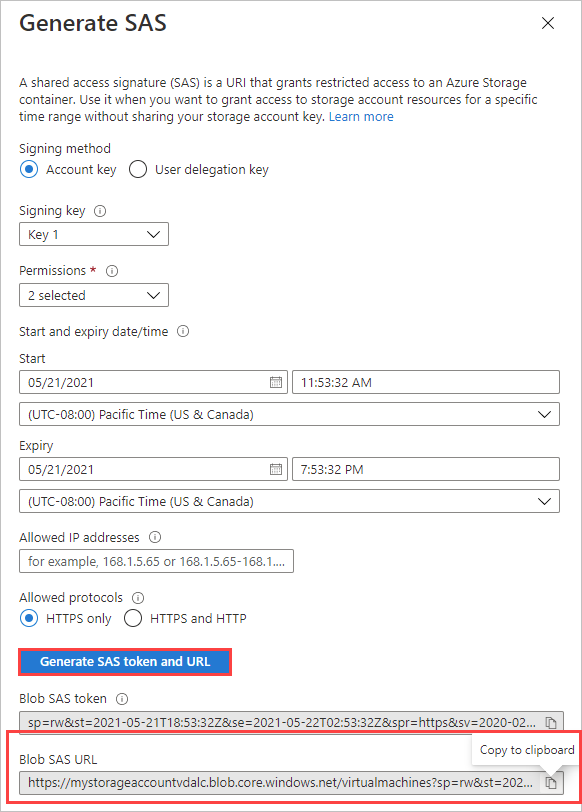 Generate SAS
A shared access signature (SAS) is a URI that grants restricted access to an Azure Storage
container. Use it when you want to grant access to storage account resources for a specific
time range without sharing your storage account key. Learn more
Signing method
Account key User delegation key
Signing key
Key 1
Permissions *
2 selected
Start and expiry date/time
Start
05/21/2021 11:53:32 AM
(UTC-08:00) Pacific Time (US & Canada)
Expiry
05/21/2021 7:53:32 PM
(UTC-08:00) Pacific Time (US & Canada)
Allowed IP addresses
for example, 168.1.5.65 or 168.1.5.65-168.1....
Allowed protocols
HTTPS only HTTPS and HTTP
Generate SAS token and URL
Blob SAS token
sp=rw&st=2021-05-21T18:53:32Z&se=2021-05-22T02:53:32Z&spr=https&sv=2020-02...
Copy to clipboard
Blob SAS URL
https://mystorageaccountvdalc.blob.core.windows.net/virtualmachines?sp=rw&st=202...